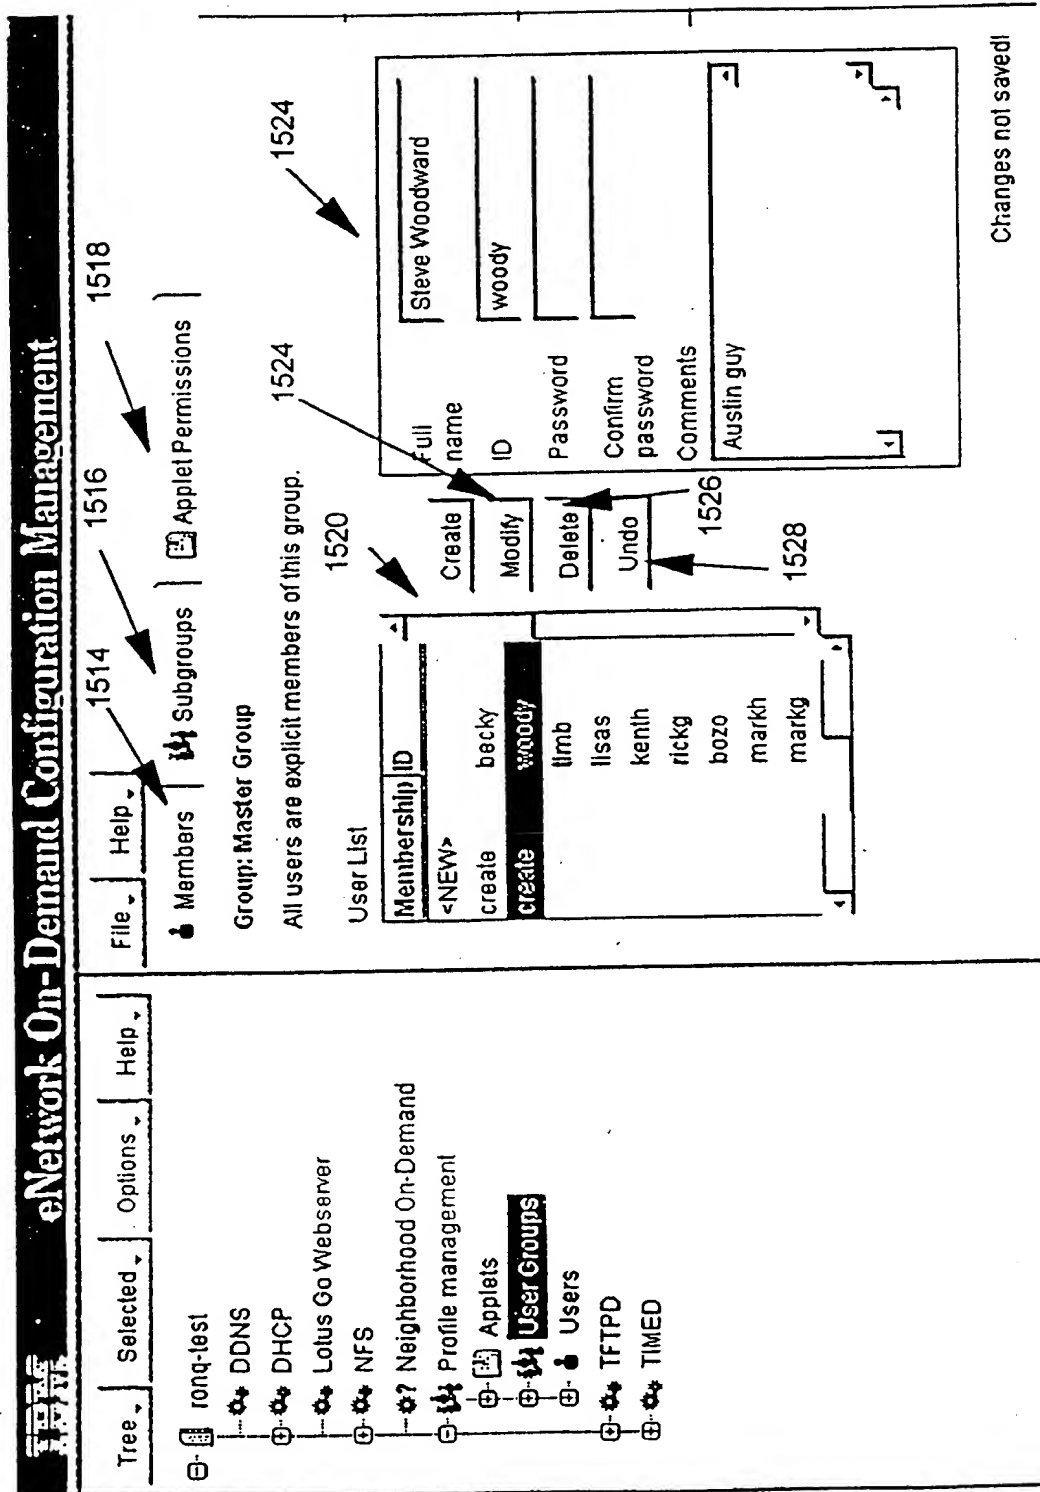 IBM
eNetwork On-Demand Configuration Management
Tree
Selected
Options
Help
ronq-test
DDNS
DHCP
Lotus Go Webserver
NFS
Neighborhood On-Demand
Profile management
Applets
User Groups
Users
TFTPD
TIMED
File
Help
1514
1516
1518
Members
Subgroups
Applet Permissions
Group: Master Group
All users are explicit members of this group.
User List
1520
Membership ID
<NEW>
create becky
create woody
timb
lisas
kenth
rickg
bozo
markh
markg
1524
Create
Modify
Delete
Undo
1526
1528
1524
Full name
Steve Woodward
ID
woody
Password
Confirm password
Comments
Austin guy
Changes not saved!